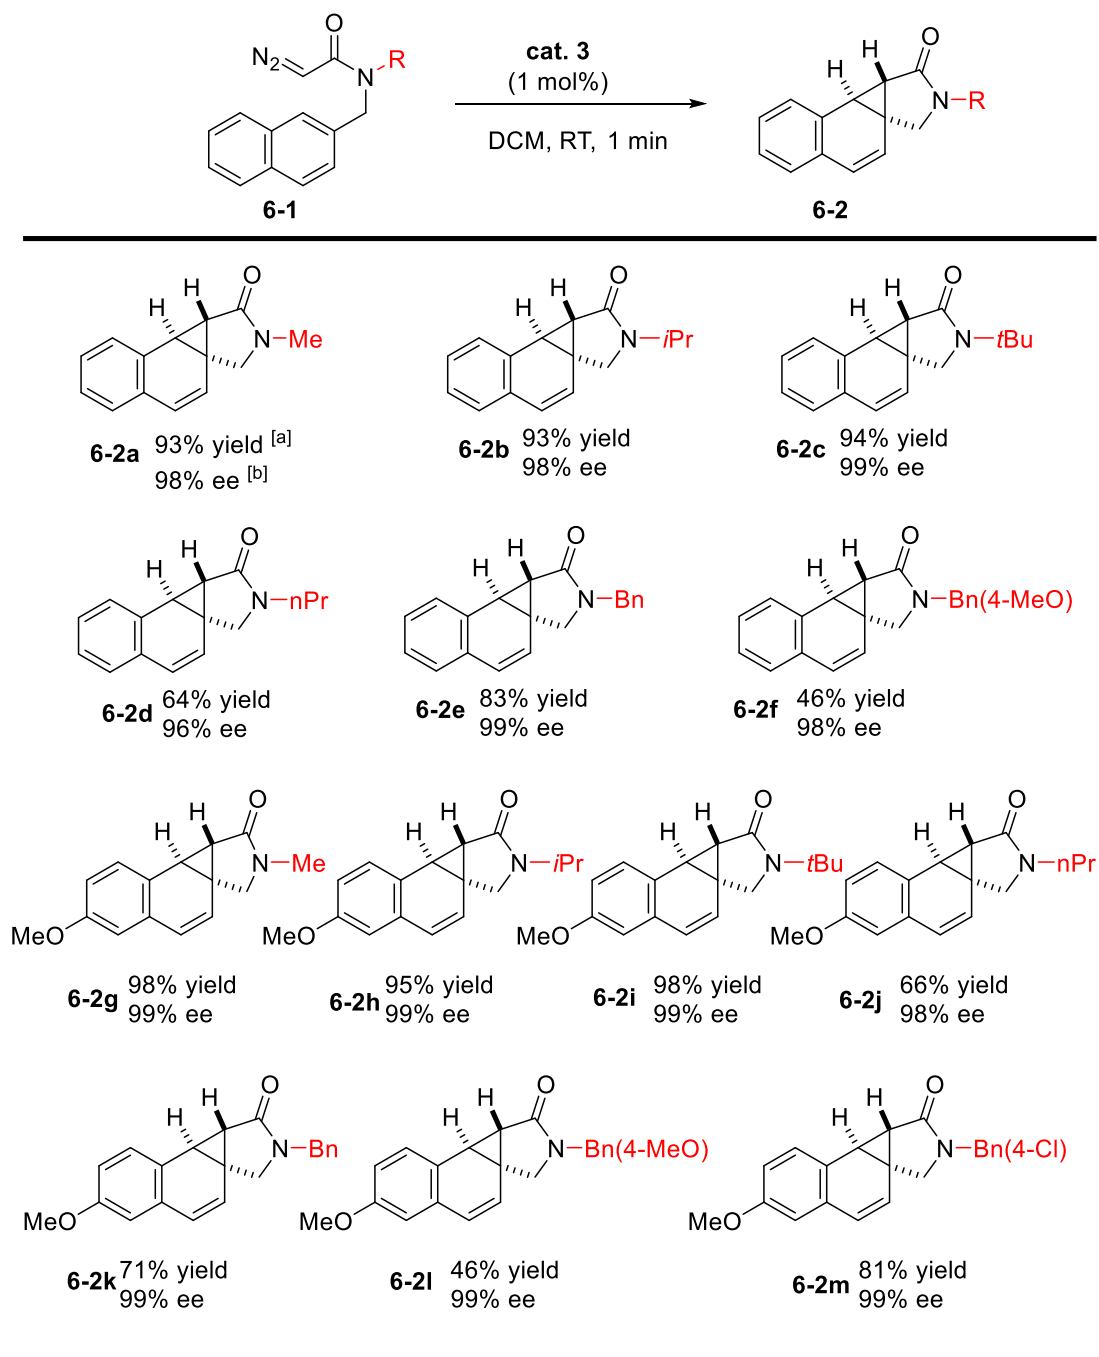 O
N2
N
R
6-1
cat. 3
(1 mol%)
DCM, RT, 1 min
H
H
O
N
R
6-2
H
H
O
N
Me
6-2a
93% yield [a]
98% ee [b]
H
H
O
N
iPr
6-2b
93% yield
98% ee
H
H
O
N
tBu
6-2c
94% yield
99% ee
H
H
O
N
nPr
6-2d
64% yield
96% ee
H
H
O
N
Bn
6-2e
83% yield
99% ee
H
H
O
N
Bn(4-MeO)
6-2f
46% yield
98% ee
H
H
O
N
Me
MeO
6-2g
98% yield
99% ee
H
H
O
N
iPr
MeO
6-2h
95% yield
99% ee
H
H
O
N
tBu
MeO
6-2i
98% yield
99% ee
H
H
O
N
nPr
MeO
6-2j
66% yield
98% ee
H
H
O
N
Bn
MeO
6-2k
71% yield
99% ee
H
H
O
N
Bn(4-MeO)
MeO
6-2l
46% yield
99% ee
H
H
O
N
Bn(4-Cl)
MeO
6-2m
81% yield
99% ee